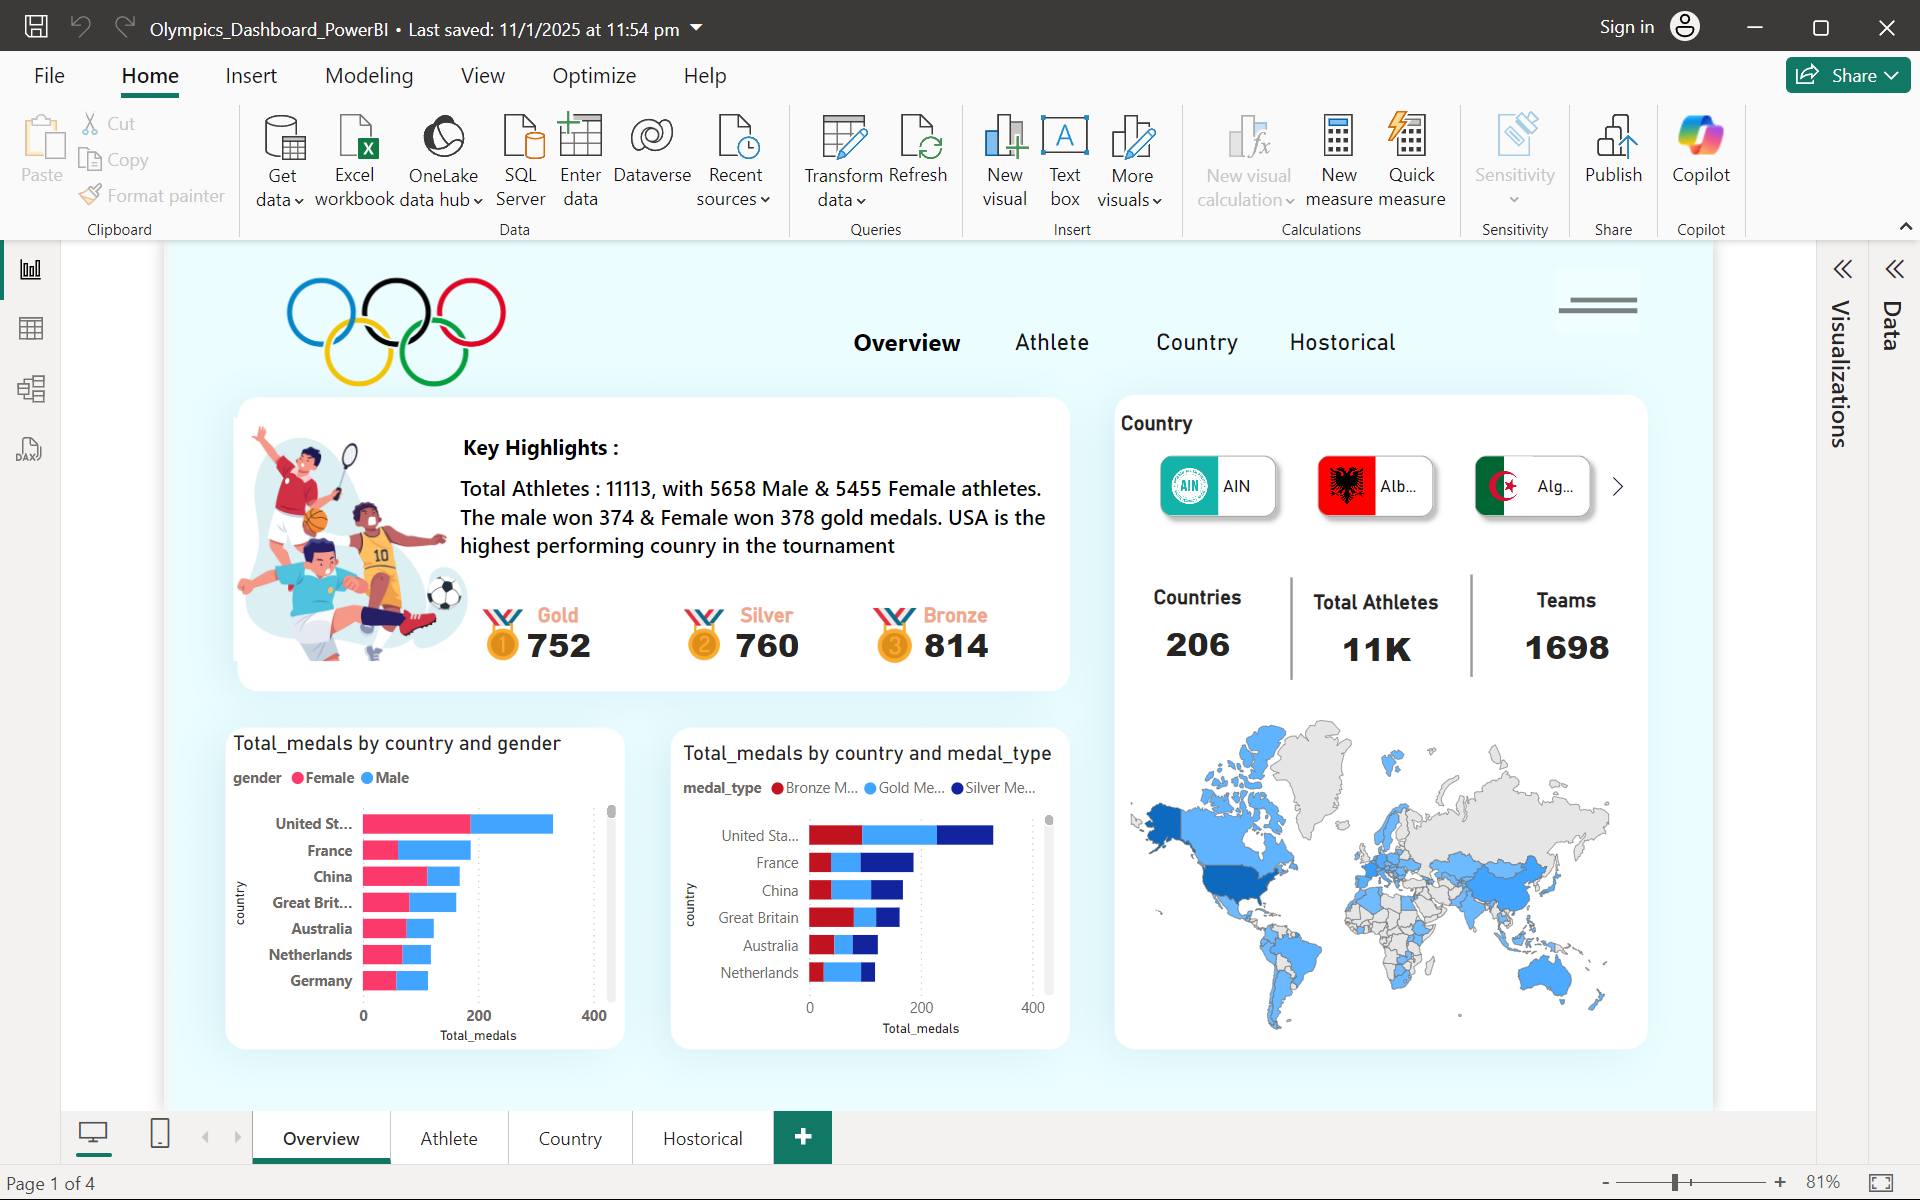 Olympics_Dashboard_PowerBI • Last saved: 11/1/2025 at 11:54 pm
Sign in
File
Home
Insert
Modeling
View
Optimize
Help
Share
Paste
Cut
Copy
Format painter
Clipboard
Get data
Excel workbook
OneLake data hub
SQL Server
Enter data
Dataverse
Recent sources
Data
Transform data
Refresh
Queries
New visual
Text box
More visuals
Insert
New visual calculation
New measure
Quick measure
Calculations
Sensitivity
Sensitivity
Publish
Share
Copilot
Copilot
Visualizations
Data
DAX
Overview
Athlete
Country
Hostorical
Key Highlights :
Total Athletes : 11113, with 5658 Male & 5455 Female athletes.
The male won 374 & Female won 378 gold medals. USA is the
highest performing counry in the tournament
10
1
Gold
752
2
Silver
760
3
Bronze
814
Country
AIN
AIN
Alb...
Alg...
Countries
206
Total Athletes
11K
Teams
1698
Total_medals by country and gender
gender
Female
Male
country
United St...
France
China
Great Brit...
Australia
Netherlands
Germany
0
200
400
Total_medals
Total_medals by country and medal_type
medal_type
Bronze M...
Gold Me...
Silver Me...
country
United Sta...
France
China
Great Britain
Australia
Netherlands
0
200
400
Total_medals
Overview
Athlete
Country
Hostorical
+
Page 1 of 4
-
+
81%